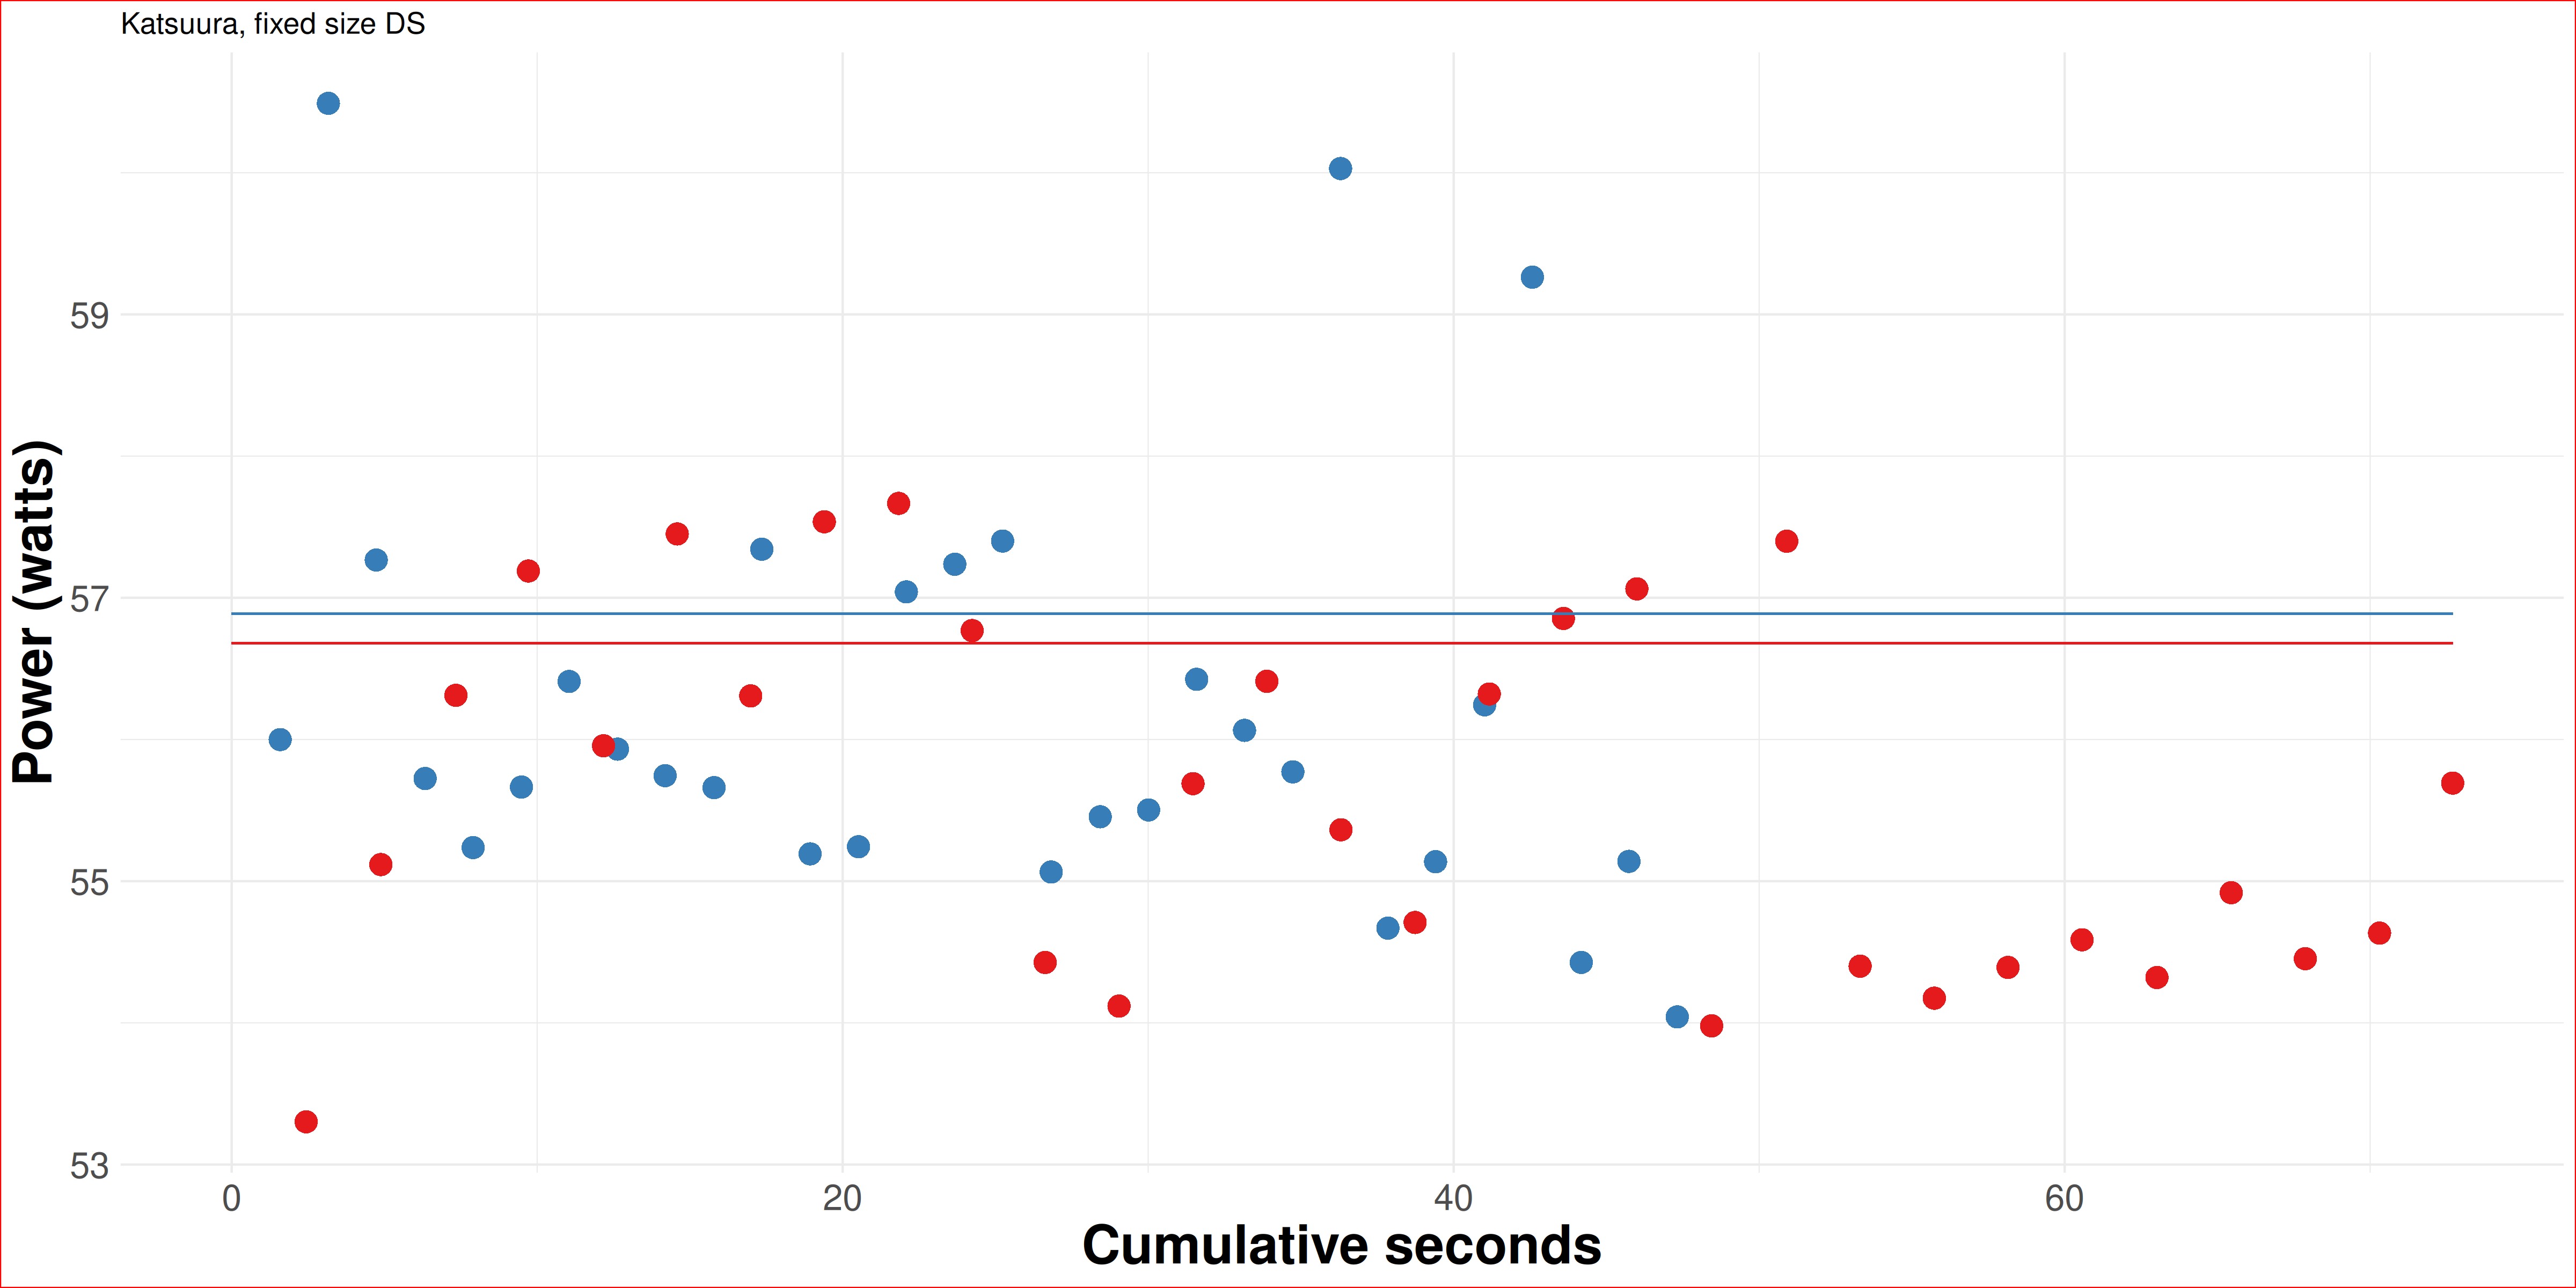 Katsuura, fixed size DS
Power (watts)
59
57
55
53
0 20 40 60
Cumulative seconds